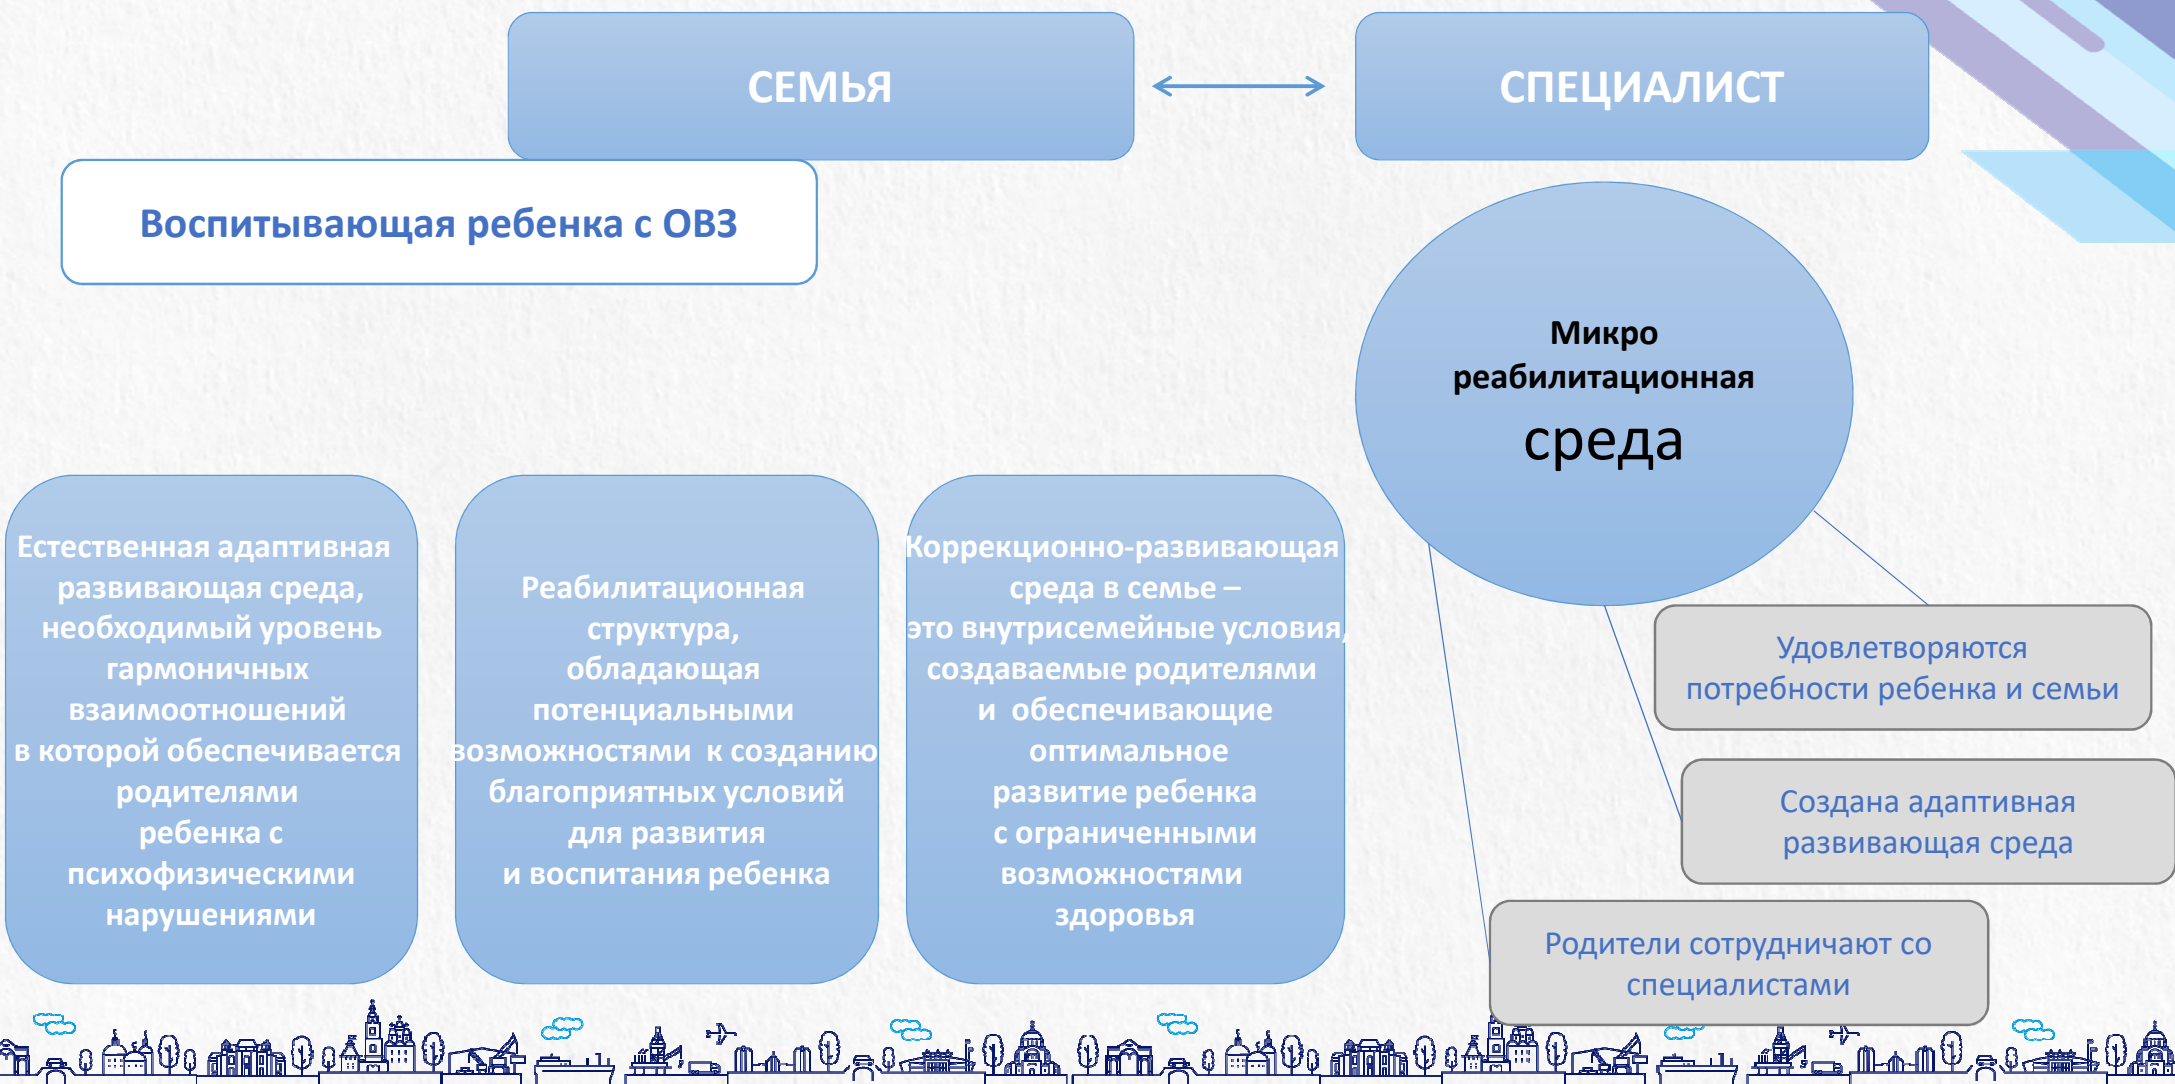 СЕМЬЯ
СПЕЦИАЛИСТ
Воспитывающая ребенка с ОВЗ
Микро
реабилитационная
среда
Естественная адаптивная
развивающая среда,
необходимый уровень
гармоничных
взаимоотношений
в которой обеспечивается
родителями
ребенка с
психофизическими
нарушениями
Реабилитационная
структура,
обладающая
потенциальными
возможностями к созданию
благоприятных условий
для развития
и воспитания ребенка
Коррекционно-развивающая
среда в семье –
это внутрисемейные условия,
создаваемые родителями
и обеспечивающие
оптимальное
развитие ребенка
с ограниченными
возможностями
здоровья
Удовлетворяются
потребности ребенка и семьи
Создана адаптивная
развивающая среда
Родители сотрудничают со
специалистами